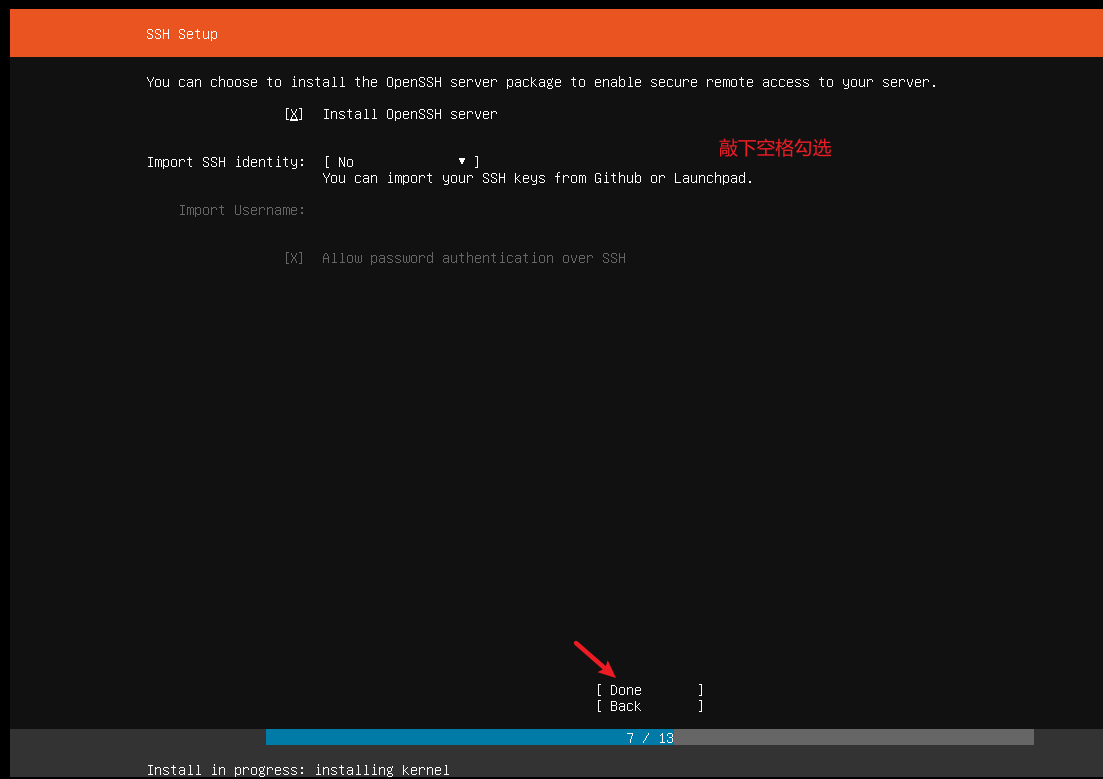 SSH Setup
You can choose to install the OpenSSH server package to enable secure remote access to your server.
[X] Install OpenSSH server
敲下空格勾选
Import SSH identity: [ No ▼ ]
You can import your SSH keys from Github or Launchpad.
Import Username:
[X] Allow password authentication over SSH
[ Done ]
[ Back ]
7 / 13
Install in progress: installing kernel